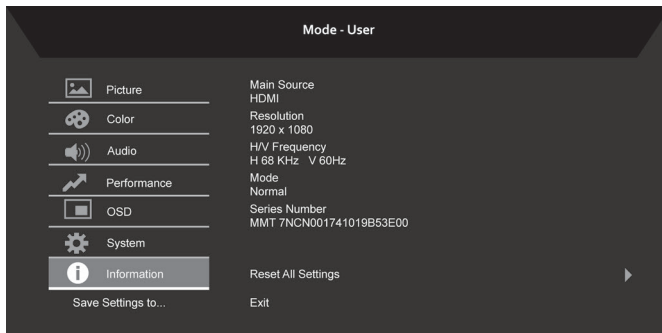 Mode - User
Picture
Color
Audio
Performance
OSD
System
Information
Save Settings to...
Main Source
HDMI
Resolution
1920 x 1080
H/V Frequency
H 68 KHz V 60Hz
Mode
Normal
Series Number
MMT 7NCN001741019B53E00
Reset All Settings
Exit